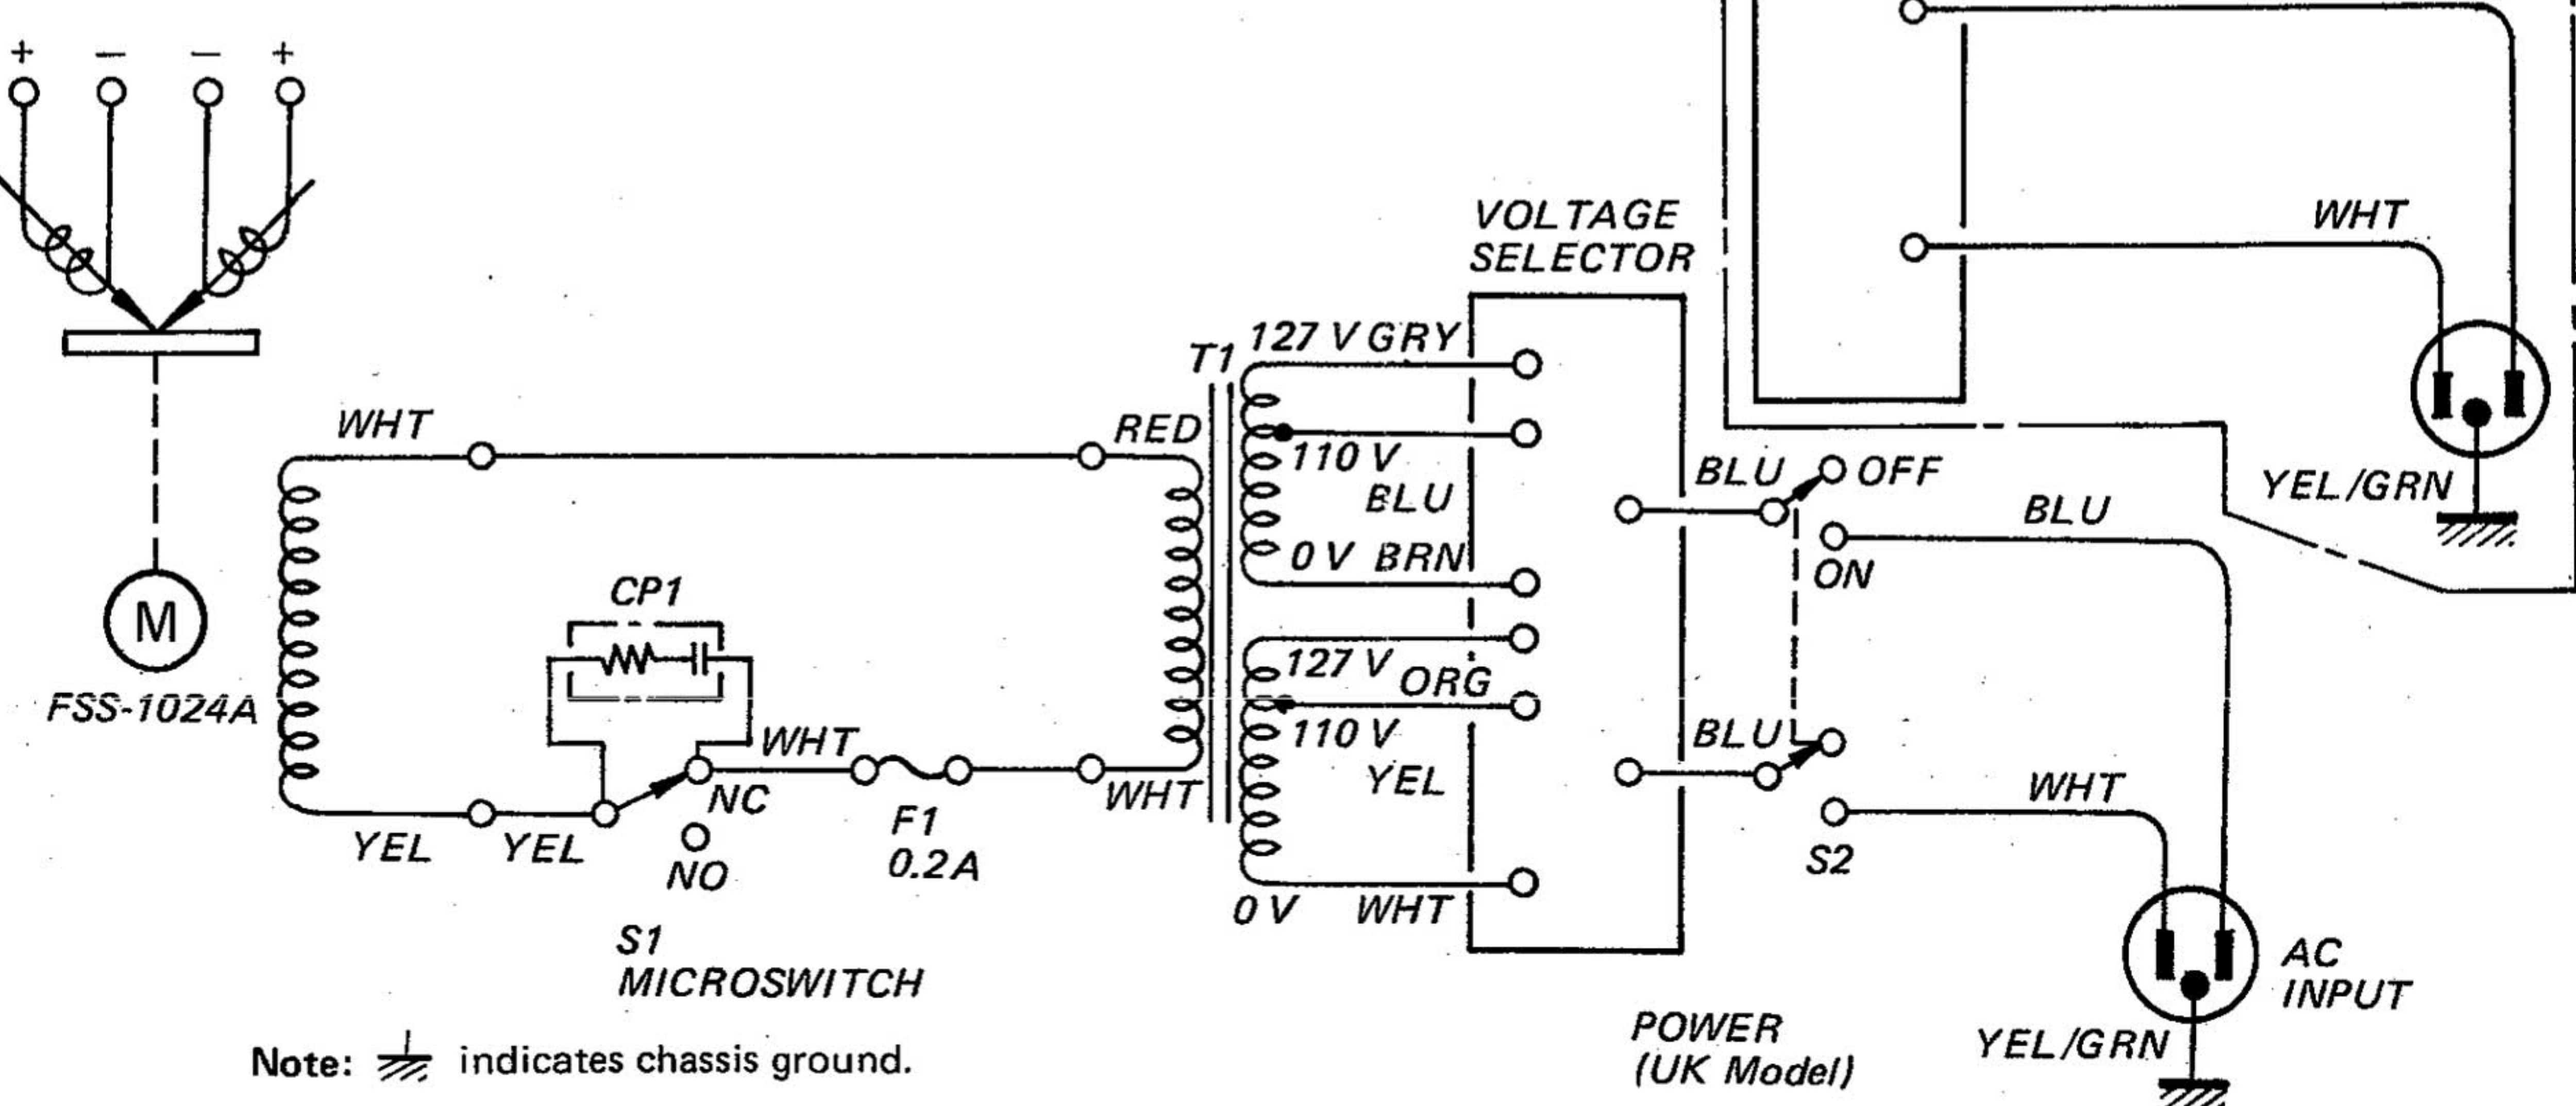 + − − +
M
FSS-1024A
WHT
YEL
YEL
CP1
WHT
NC
NO
F1
0.2A
S1
MICROSWITCH
RED
WHT
T1
127 V GRY
110 V
BLU
0 V BRN
127 V
ORG
110 V
YEL
0 V WHT
VOLTAGE
SELECTOR
BLU
OFF
ON
BLU
BLU
WHT
S2
POWER
(UK Model)
WHT
YEL/GRN
AC
INPUT
YEL/GRN
Note: indicates chassis ground.